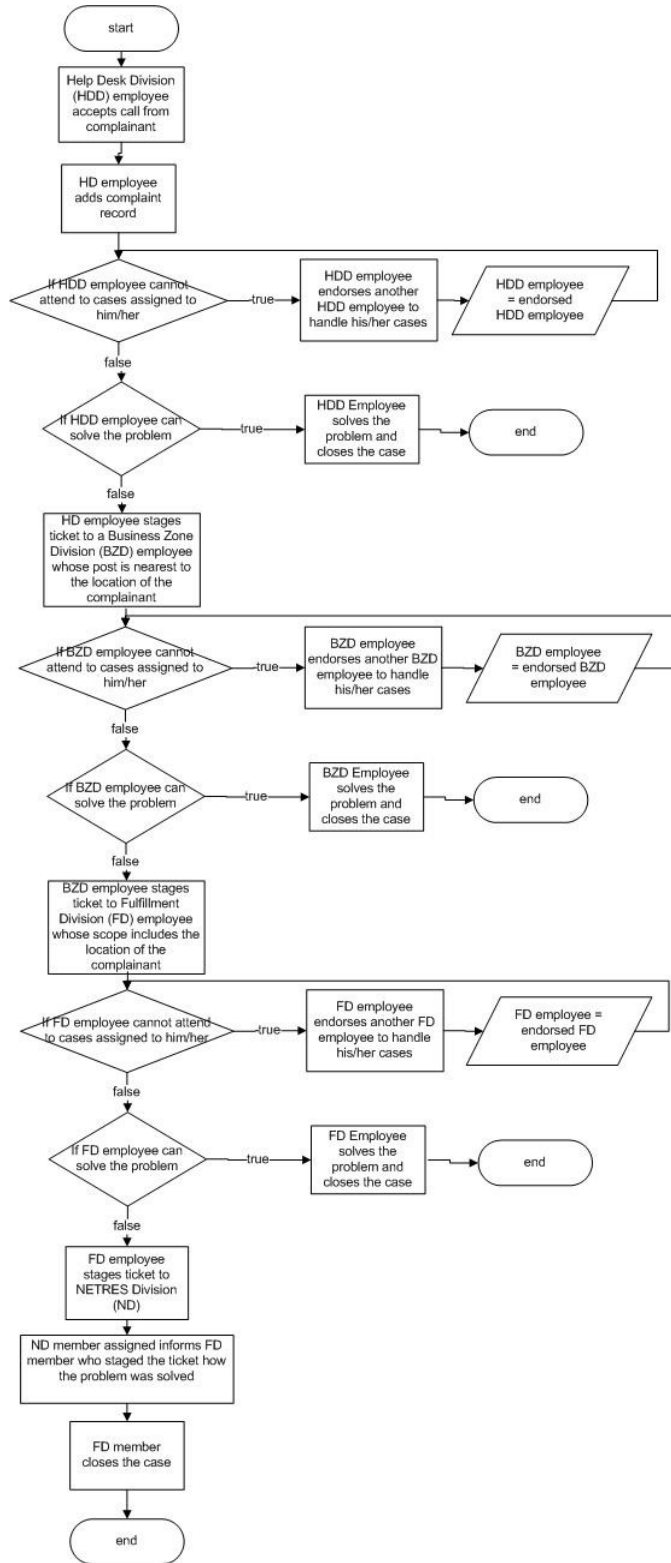 start
Help Desk Division
(HDD) employee
accepts call from
complainant
HD employee
adds complaint
record
If HDD employee cannot
attend to cases assigned to
him/her
true
HDD employee
endorses another
HDD employee to
handle his/her cases
HDD employee
= endorsed
HDD employee
false
If HDD employee can
solve the problem
true
HDD Employee
solves the
problem and
closes the case
end
false
HD employee stages
ticket to a Business Zone
Division (BZD) employee
whose post is nearest to
the location of the
complainant
If BZD employee cannot
attend to cases assigned to
him/her
true
BZD employee
endorses another BZD
employee to handle
his/her cases
BZD employee
= endorsed BZD
employee
false
If BZD employee can
solve the problem
true
BZD Employee
solves the
problem and
closes the case
end
false
BZD employee stages
ticket to Fulfillment
Division (FD) employee
whose scope includes the
location of the
complainant
If FD employee cannot attend
to cases assigned to him/her
true
FD employee
endorses another FD
employee to handle
his/her cases
FD employee =
endorsed FD
employee
false
If FD employee can
solve the problem
true
FD Employee
solves the
problem and
closes the case
end
false
FD employee
stages ticket to
NETRES Division
(ND)
ND member assigned informs FD
member who staged the ticket how
the problem was solved
FD member
closes the case
end